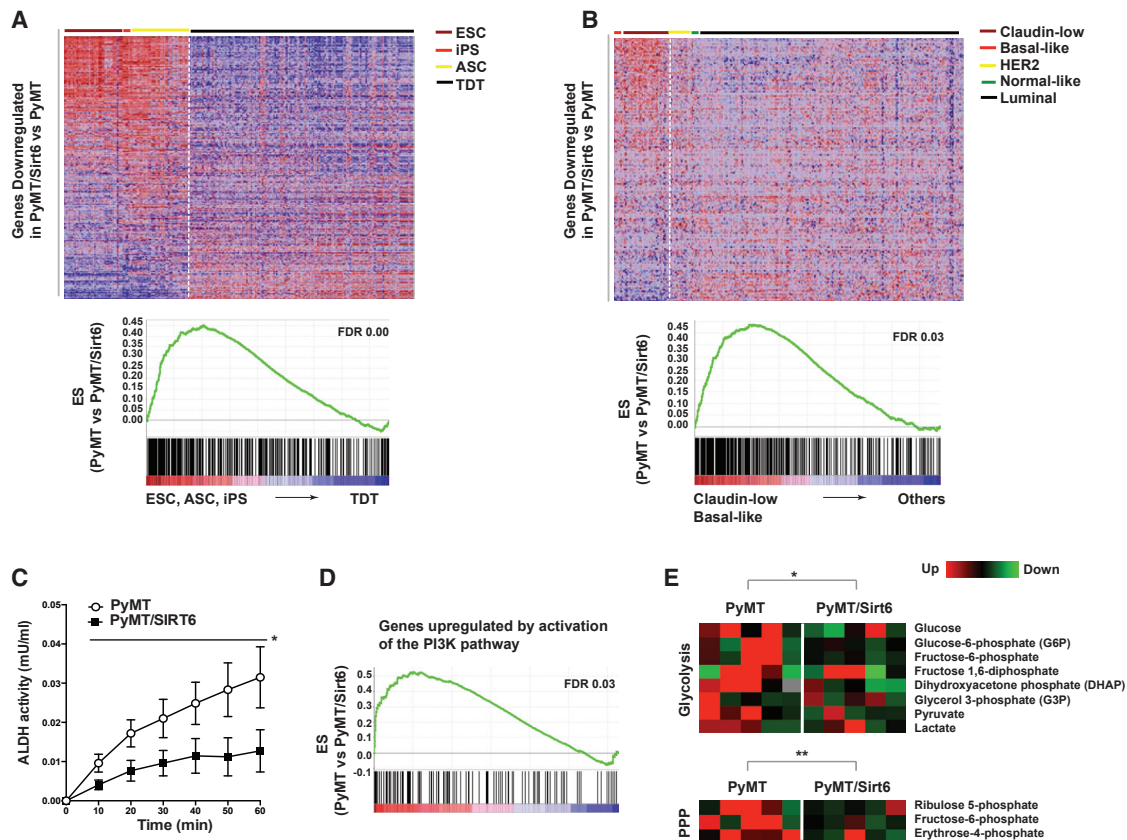 A
ESC
iPS
ASC
TDT
Genes Downregulated
in PyMT/Sirt6 vs PyMT
0.45
0.40
0.35
0.30
0.25
0.20
0.15
0.10
0.05
0.00
ES
(PyMT vs PyMT/Sirt6)
FDR 0.00
ESC, ASC, iPS
TDT
B
Claudin-low
Basal-like
HER2
Normal-like
Luminal
Genes Downregulated
in PyMT/Sirt6 vs PyMT
0.45
0.40
0.35
0.30
0.25
0.20
0.15
0.10
0.05
0.00
ES
(PyMT vs PyMT/Sirt6)
FDR 0.03
Claudin-low
Basal-like
Others
C
PyMT
PyMT/SIRT6
*
ALDH activity (mU/ml)
0.05
0.04
0.03
0.02
0.01
0.00
0 10 20 30 40 50 60
Time (min)
D
Genes upregulated by activation
of the PI3K pathway
0.5
0.4
0.3
0.2
0.1
0.0
-0.1
ES
(PyMT vs PyMT/Sirt6)
FDR 0.03
E
Up
Down
*
PyMT
PyMT/Sirt6
Glycolysis
Glucose
Glucose-6-phosphate (G6P)
Fructose-6-phosphate
Fructose 1,6-diphosphate
Dihydroxyacetone phosphate (DHAP)
Glycerol 3-phosphate (G3P)
Pyruvate
Lactate
**
PyMT
PyMT/Sirt6
PPP
Ribulose 5-phosphate
Fructose-6-phosphate
Erythrose-4-phosphate